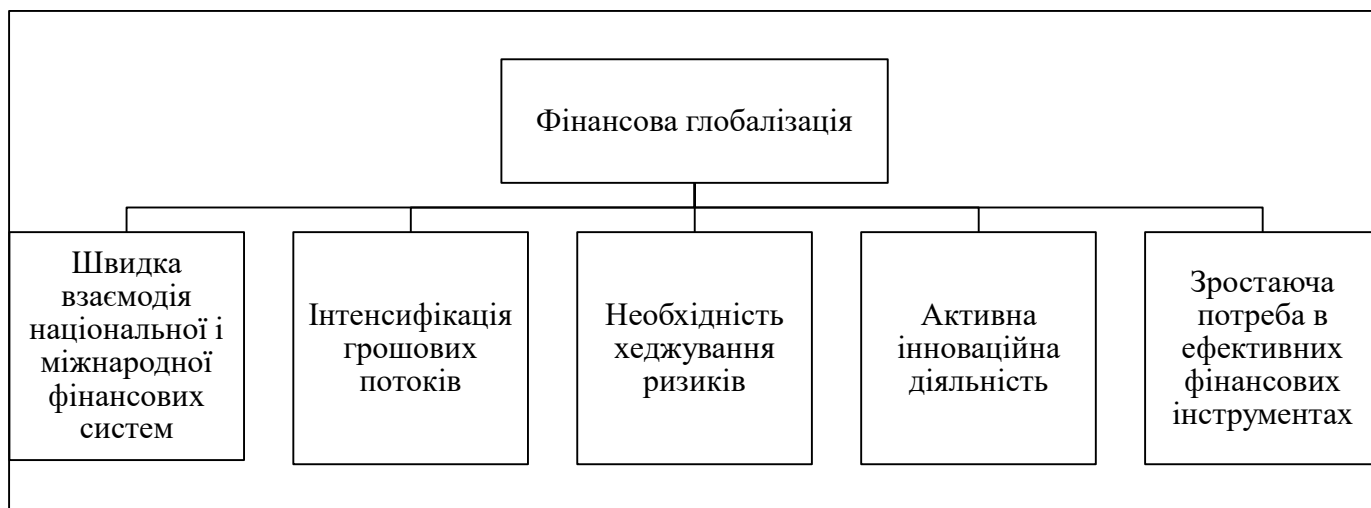 Фінансова глобалізація
Швидка
взаємодія
національної і
міжнародної
фінансових
систем
Інтенсифікація
грошових
потоків
Необхідність
хеджування
ризиків
Активна
інноваційна
діяльність
Зростаюча
потреба в
ефективних
фінансових
інструментах